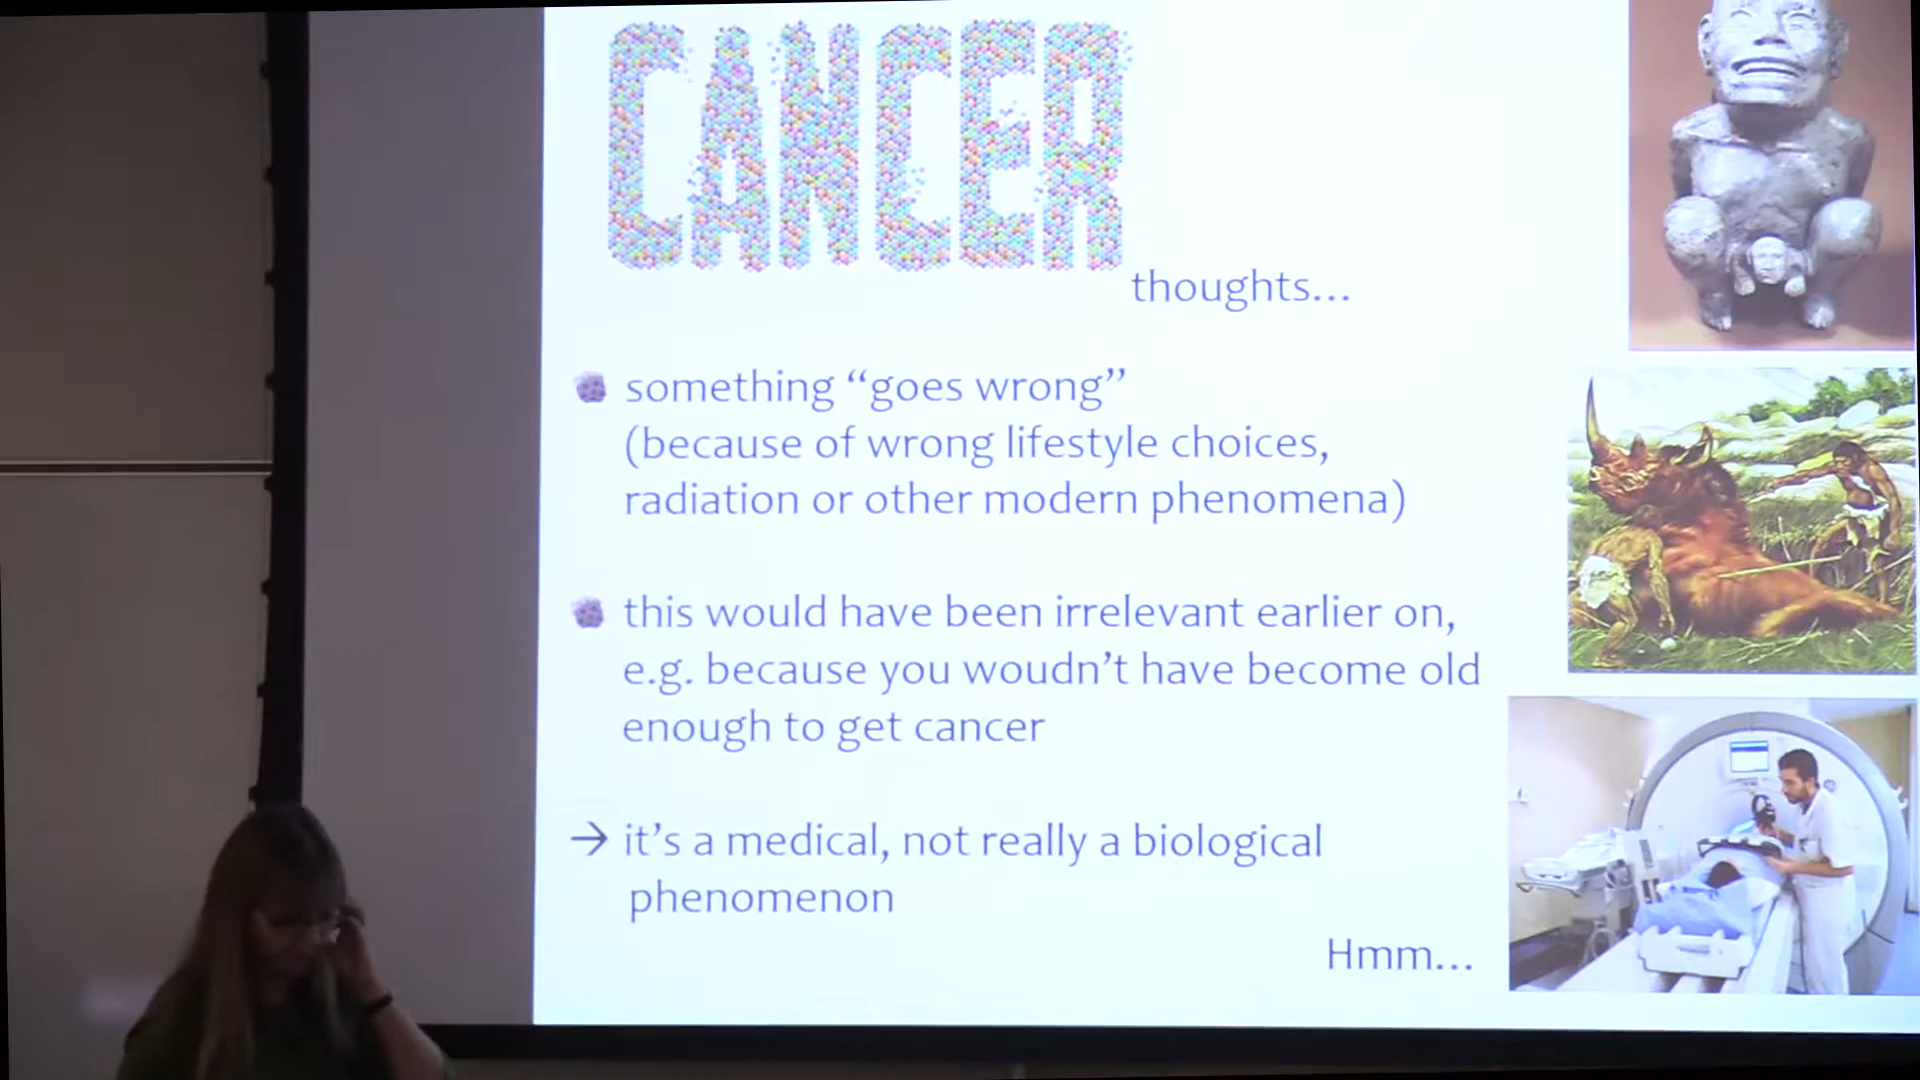 CANCER
thoughts...
something “goes wrong”
(because of wrong lifestyle choices,
radiation or other modern phenomena)
this would have been irrelevant earlier on,
e.g. because you woudn’t have become old
enough to get cancer
→ it’s a medical, not really a biological
phenomenon
Hmm...